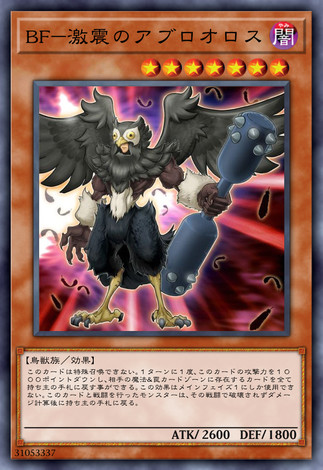 BF－激震のアブロオロス
闇
やみ
【鳥獣族／効果】
このカードは特殊召喚できない。１ターンに１度、このカードの攻撃力を１０
００ポイントダウンし、相手の魔法&罠カードゾーンに存在するカードを全て
持ち主の手札に戻す事ができる。この効果はメインフェイズ１にしか使用でき
ない。このカードと戦闘を行ったモンスターは、その戦闘で破壊されずダメー
ジ計算後に持ち主の手札に戻る。
ATK/ 2600 DEF/1800
31053337